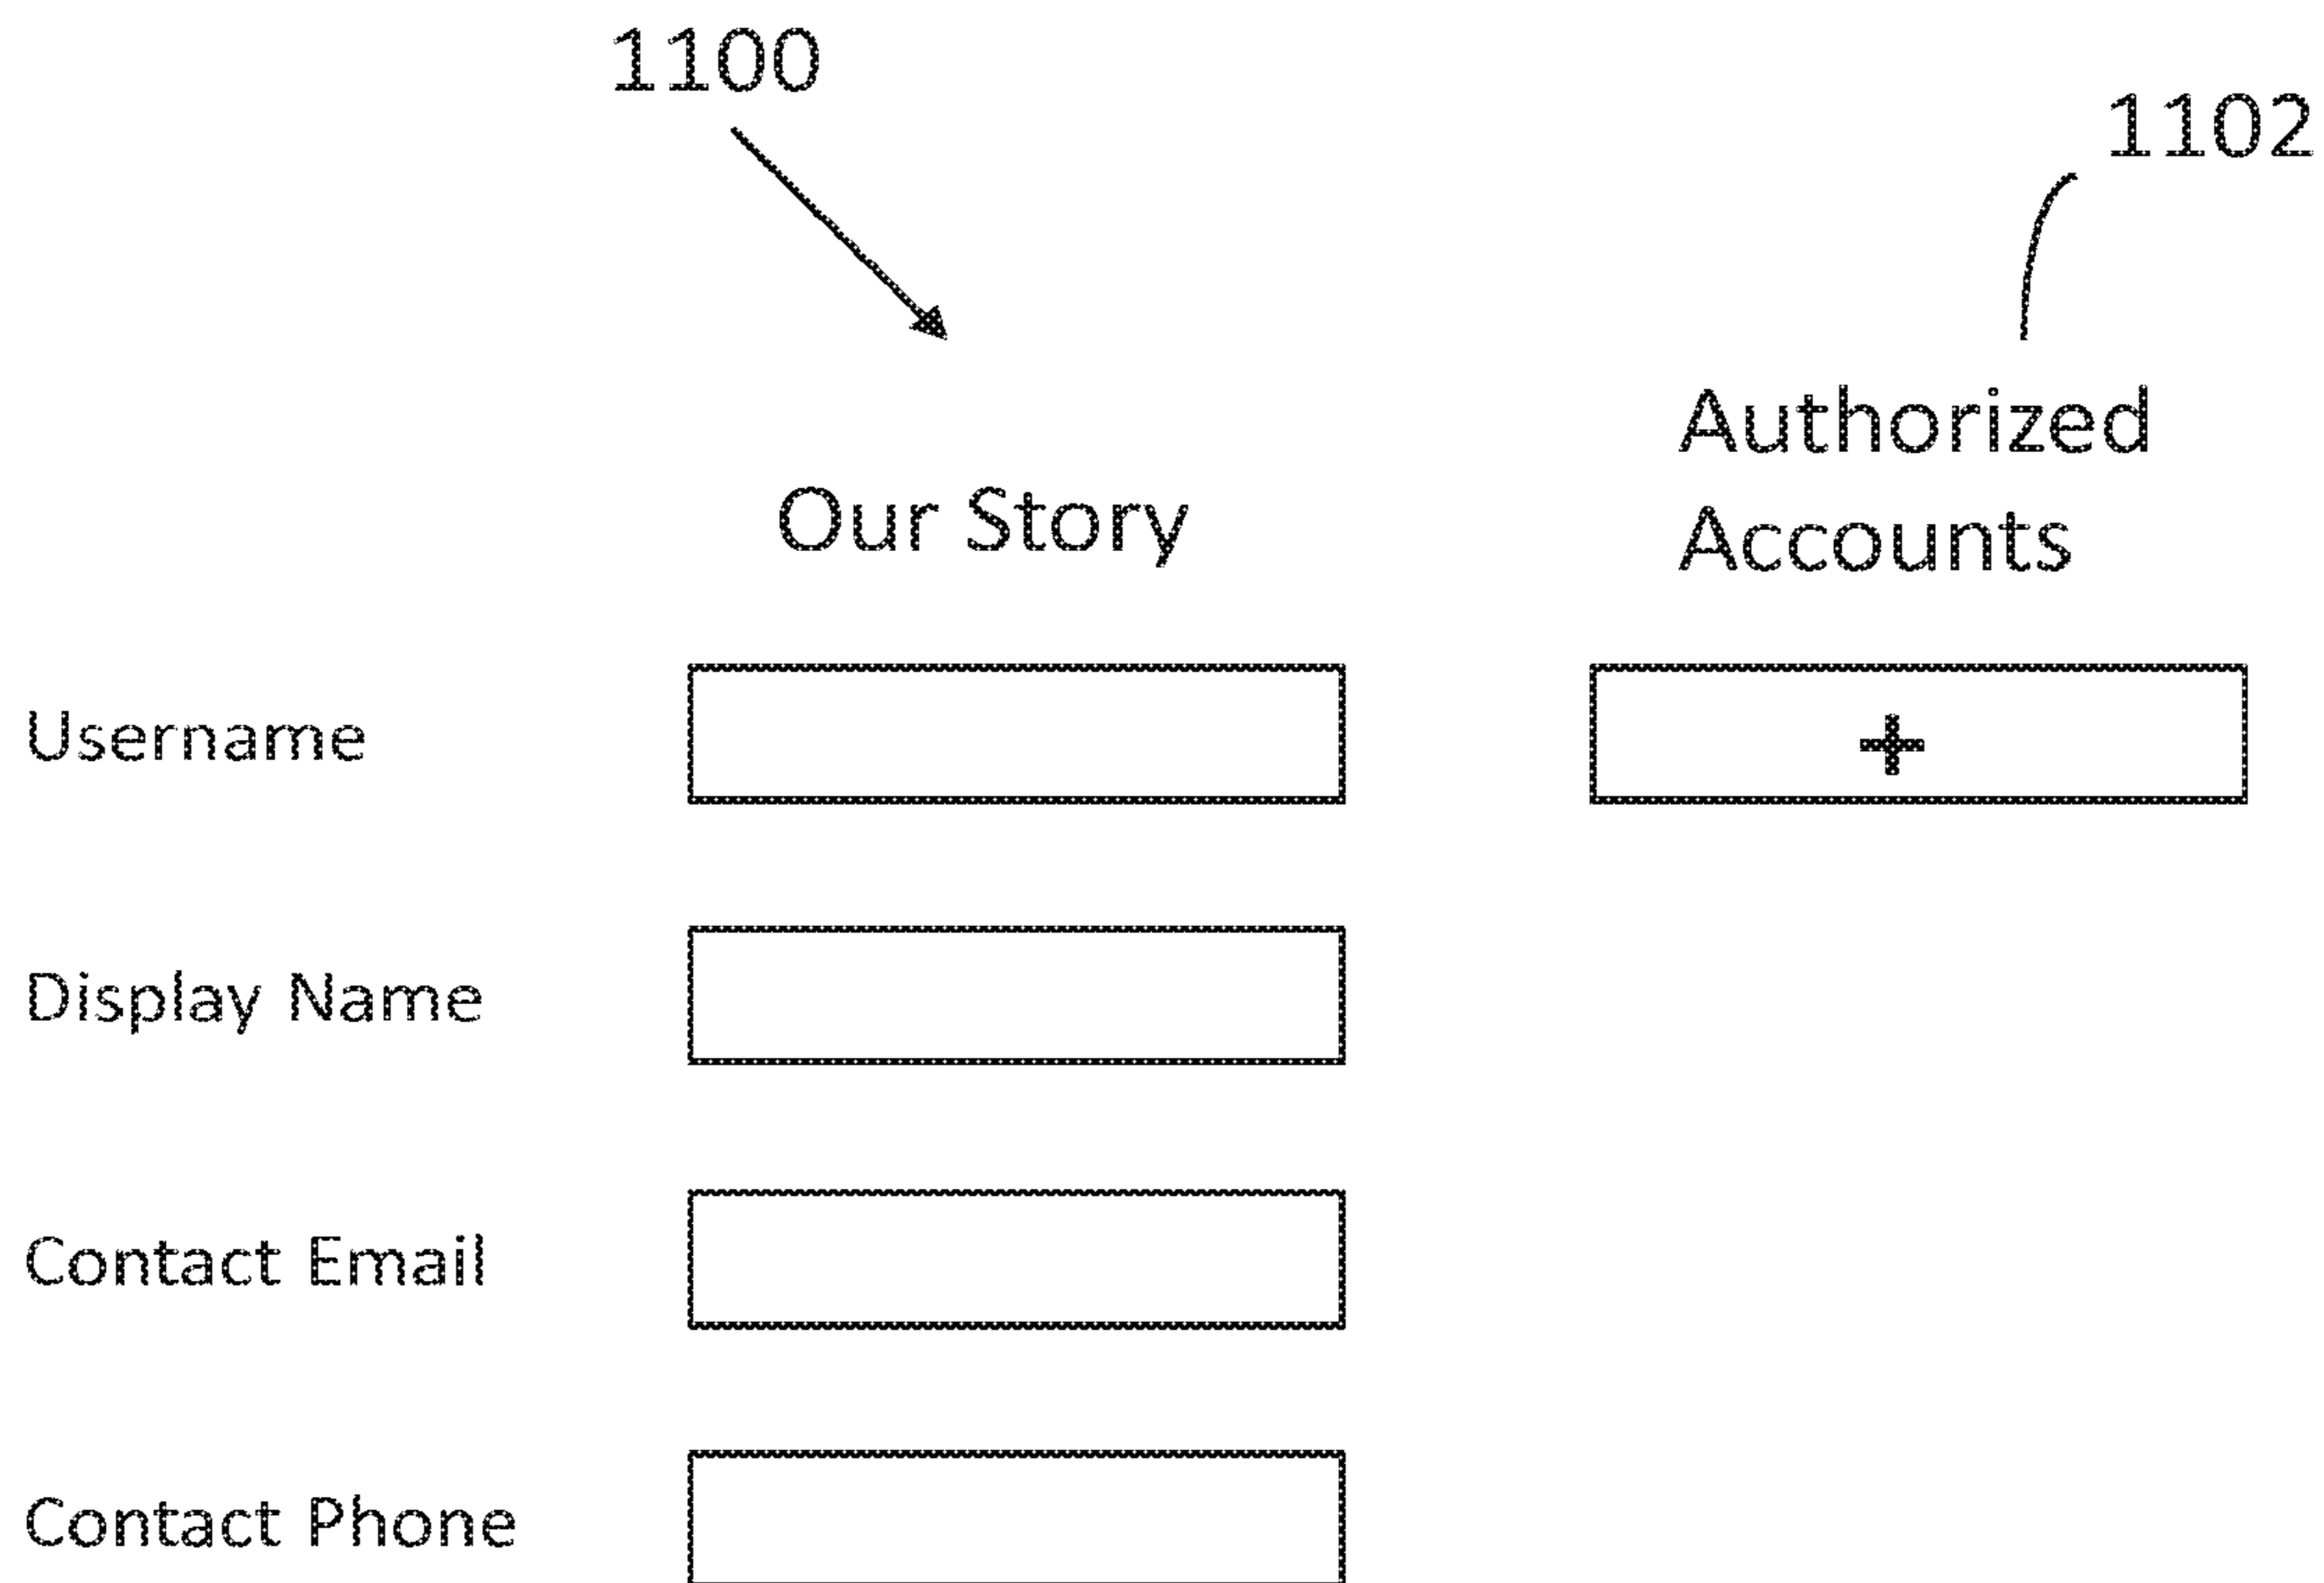 1100
1102
Authorized
Our Story
Accounts
Username
+
Display Name
Contact Email
Contact Phone